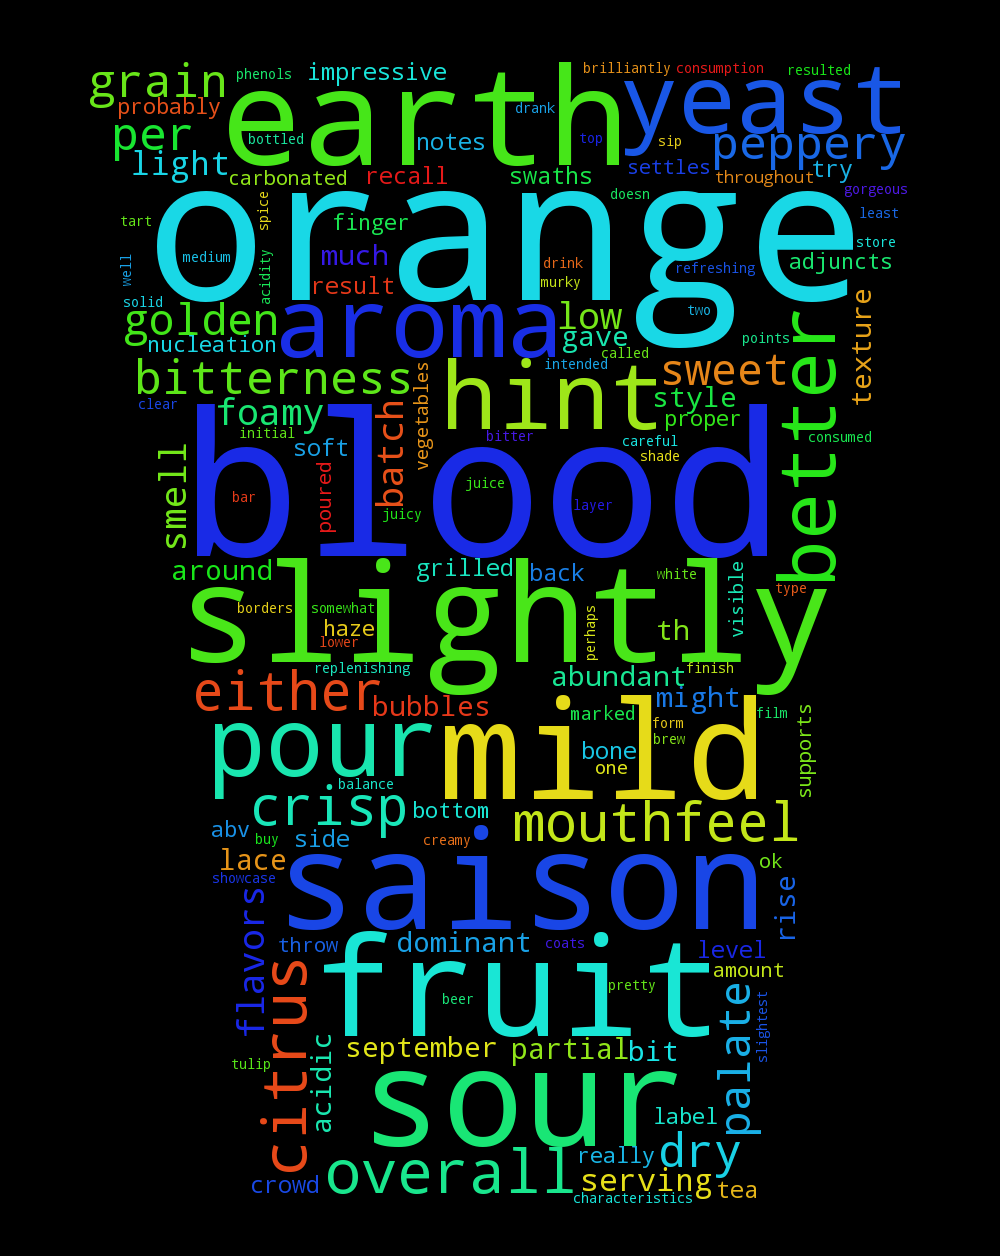 grain
phenols
impressive
earth
brilliantly
consumption
resulted
yeast
probably
drank
per
bottled
notes
top
sip
peppery
light
carbonated
recall
swaths
settles
throughout
try
gorgeous
doesn
tart
spice
orange
finger
least
medium
much
store
well
acidity
drink
refreshing
adjuncts
result
murky
solid
golden
aroma
low
two
texture
nucleation
gave
points
called
better
bitterness
vegetables
hint
intended
sweet
clear
foamy
batch
style
proper
initial
soft
bitter
careful
consumed
smell
blood
shade
poured
bar
juice
juicy
layer
around
grilled
back
white
visible
type
slightly
borders
somewhat
perhaps
haze
lower
th
replenishing
abundant
finish
either
bubbles
might
marked
film
supports
pour
mild
form
brew
bone
one
balance
crisp
bottom
mouthfeel
abv
buy
side
creamy
lace
saison
ok
showcase
rise
flavors
throw
dominant
coats
level
fruit
amount
citrus
pretty
beer
palate
slightest
september
partial
bit
acidic
tulip
sour
label
overall
really
dry
crowd
serving
tea
characteristics